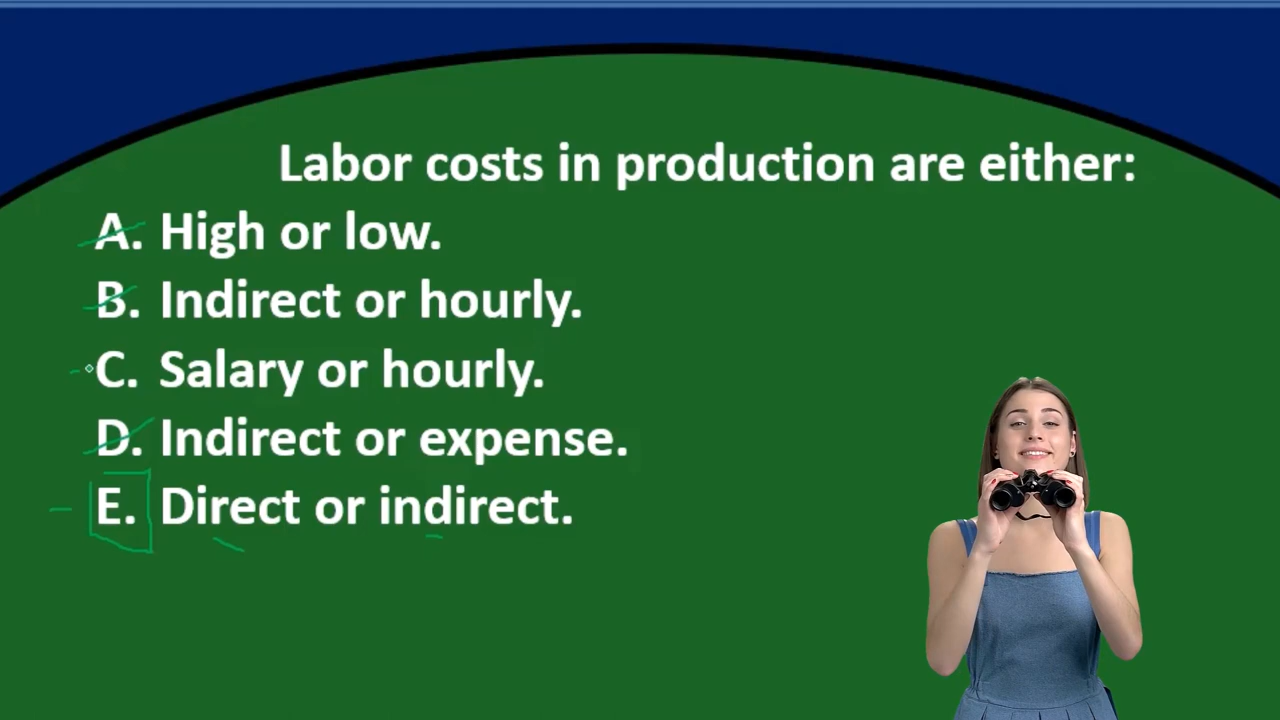 Labor costs in production are either:
A. High or low.
B. Indirect or hourly.
C. Salary or hourly.
D. Indirect or expense.
E. Direct or indirect.